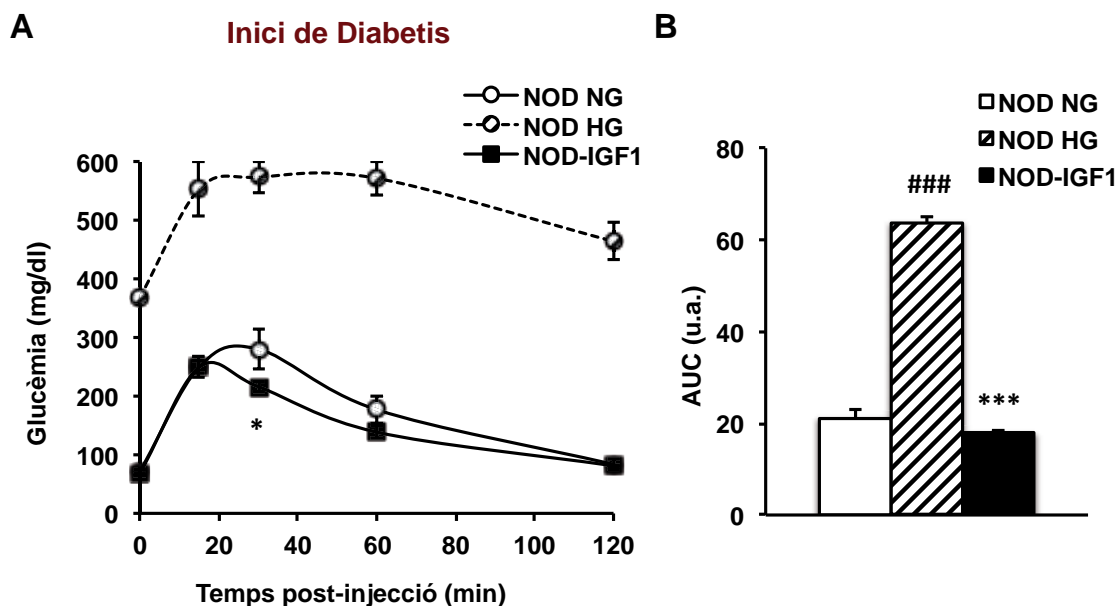 A
Inici de Diabetis
NOD NG
NOD HG
NOD-IGF1
Glucèmia (mg/dl)
600
500
400
300
200
100
0
0 20 40 60 80 100 120
Temps post-injecció (min)
*
B
NOD NG
NOD HG
NOD-IGF1
AUC (u.a.)
80
60
40
20
0
###
***